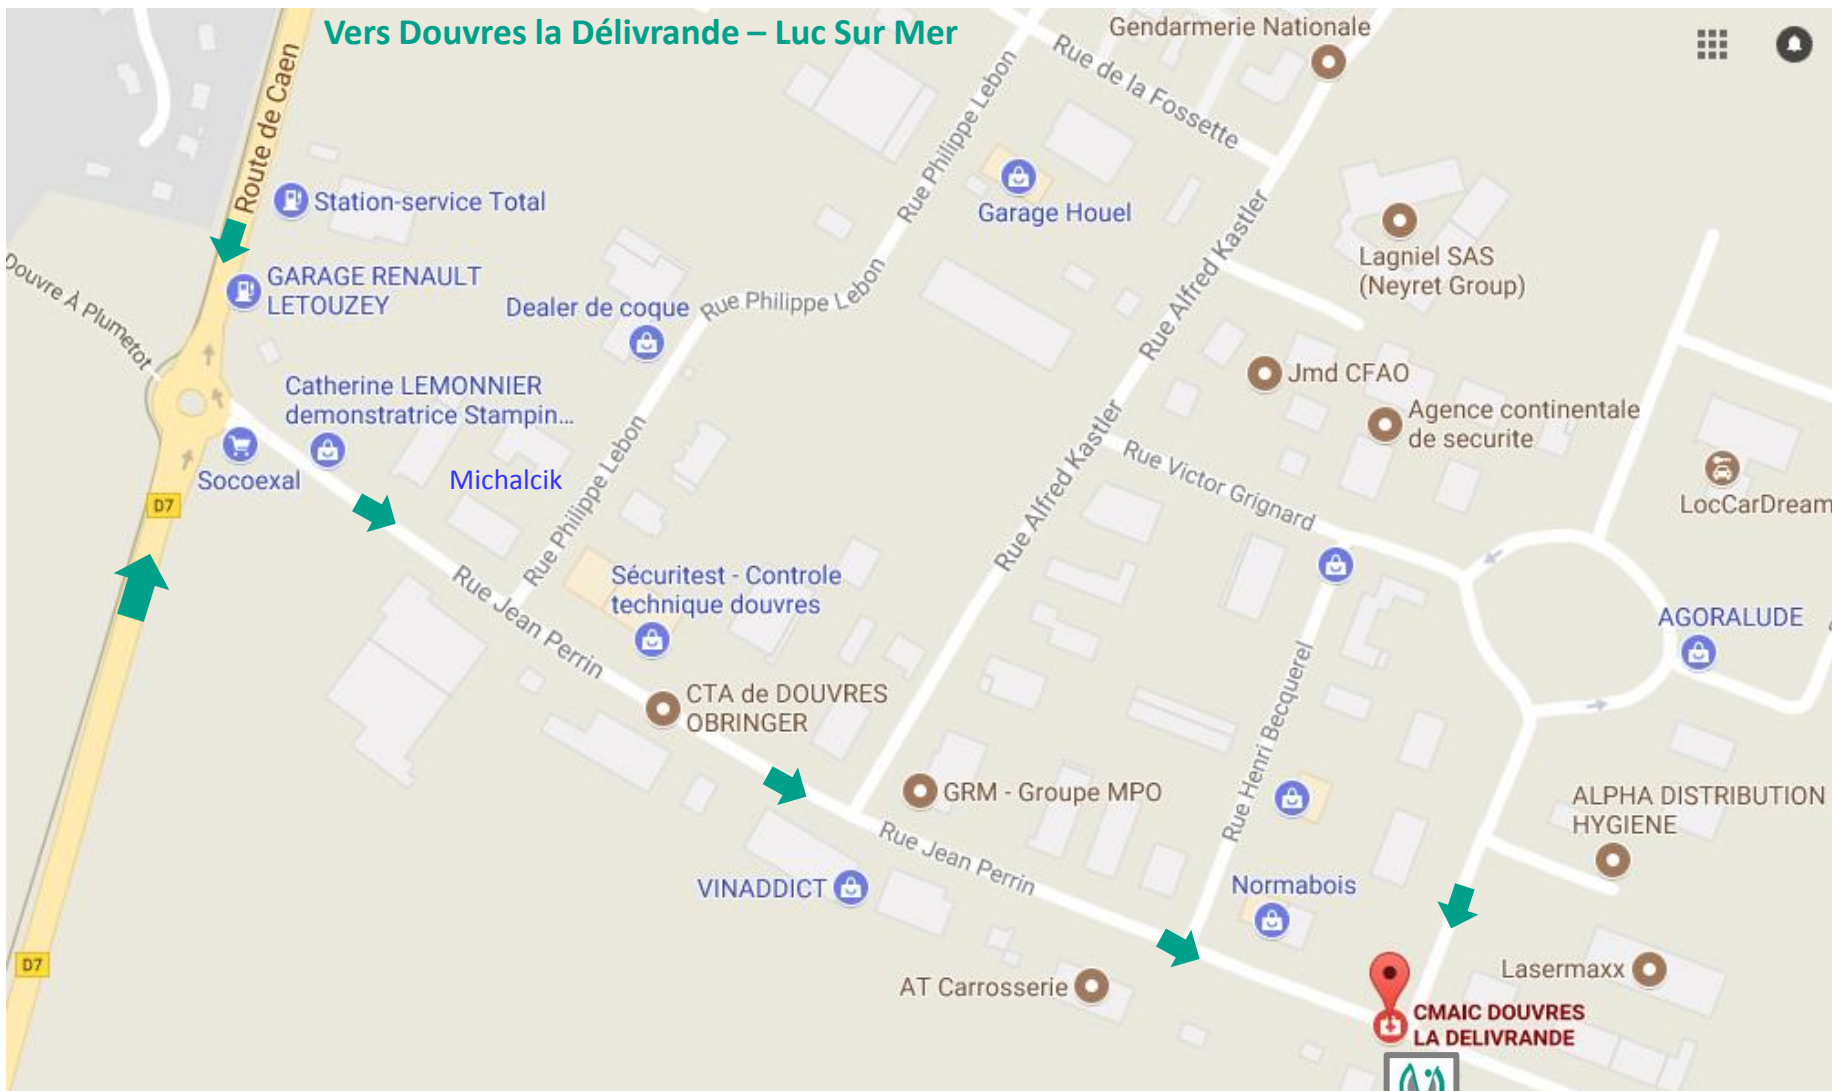 Vers Douvres la Délivrande – Luc Sur Mer
Gendarmerie Nationale
Route de Caen
Rue de la Fossette
Rue Philippe Lebon
Station-service Total
Garage Houel
Rue Alfred Kastler
Lagniel SAS
(Neyret Group)
Douvre À Plumetot
GARAGE RENAULT
LETOUZEY
Dealer de coque
Rue Philippe Lebon
Catherine LEMONNIER
demonstratrice Stampin...
Jmd CFAO
Agence continentale
de securite
Socoexal
Michalcik
Rue Philippe Lebon
Rue Alfred Kastler
Rue Victor Grignard
LocCarDream
D7
Rue Jean Perrin
Sécuritest - Controle
technique douvres
AGORALUDE
CTA de DOUVRES
OBRINGER
Rue Henri Becquerel
GRM - Groupe MPO
ALPHA DISTRIBUTION
HYGIENE
Rue Jean Perrin
VINADDICT
Normabois
D7
AT Carrosserie
Lasermaxx
CMAIC DOUVRES
LA DELIVRANDE